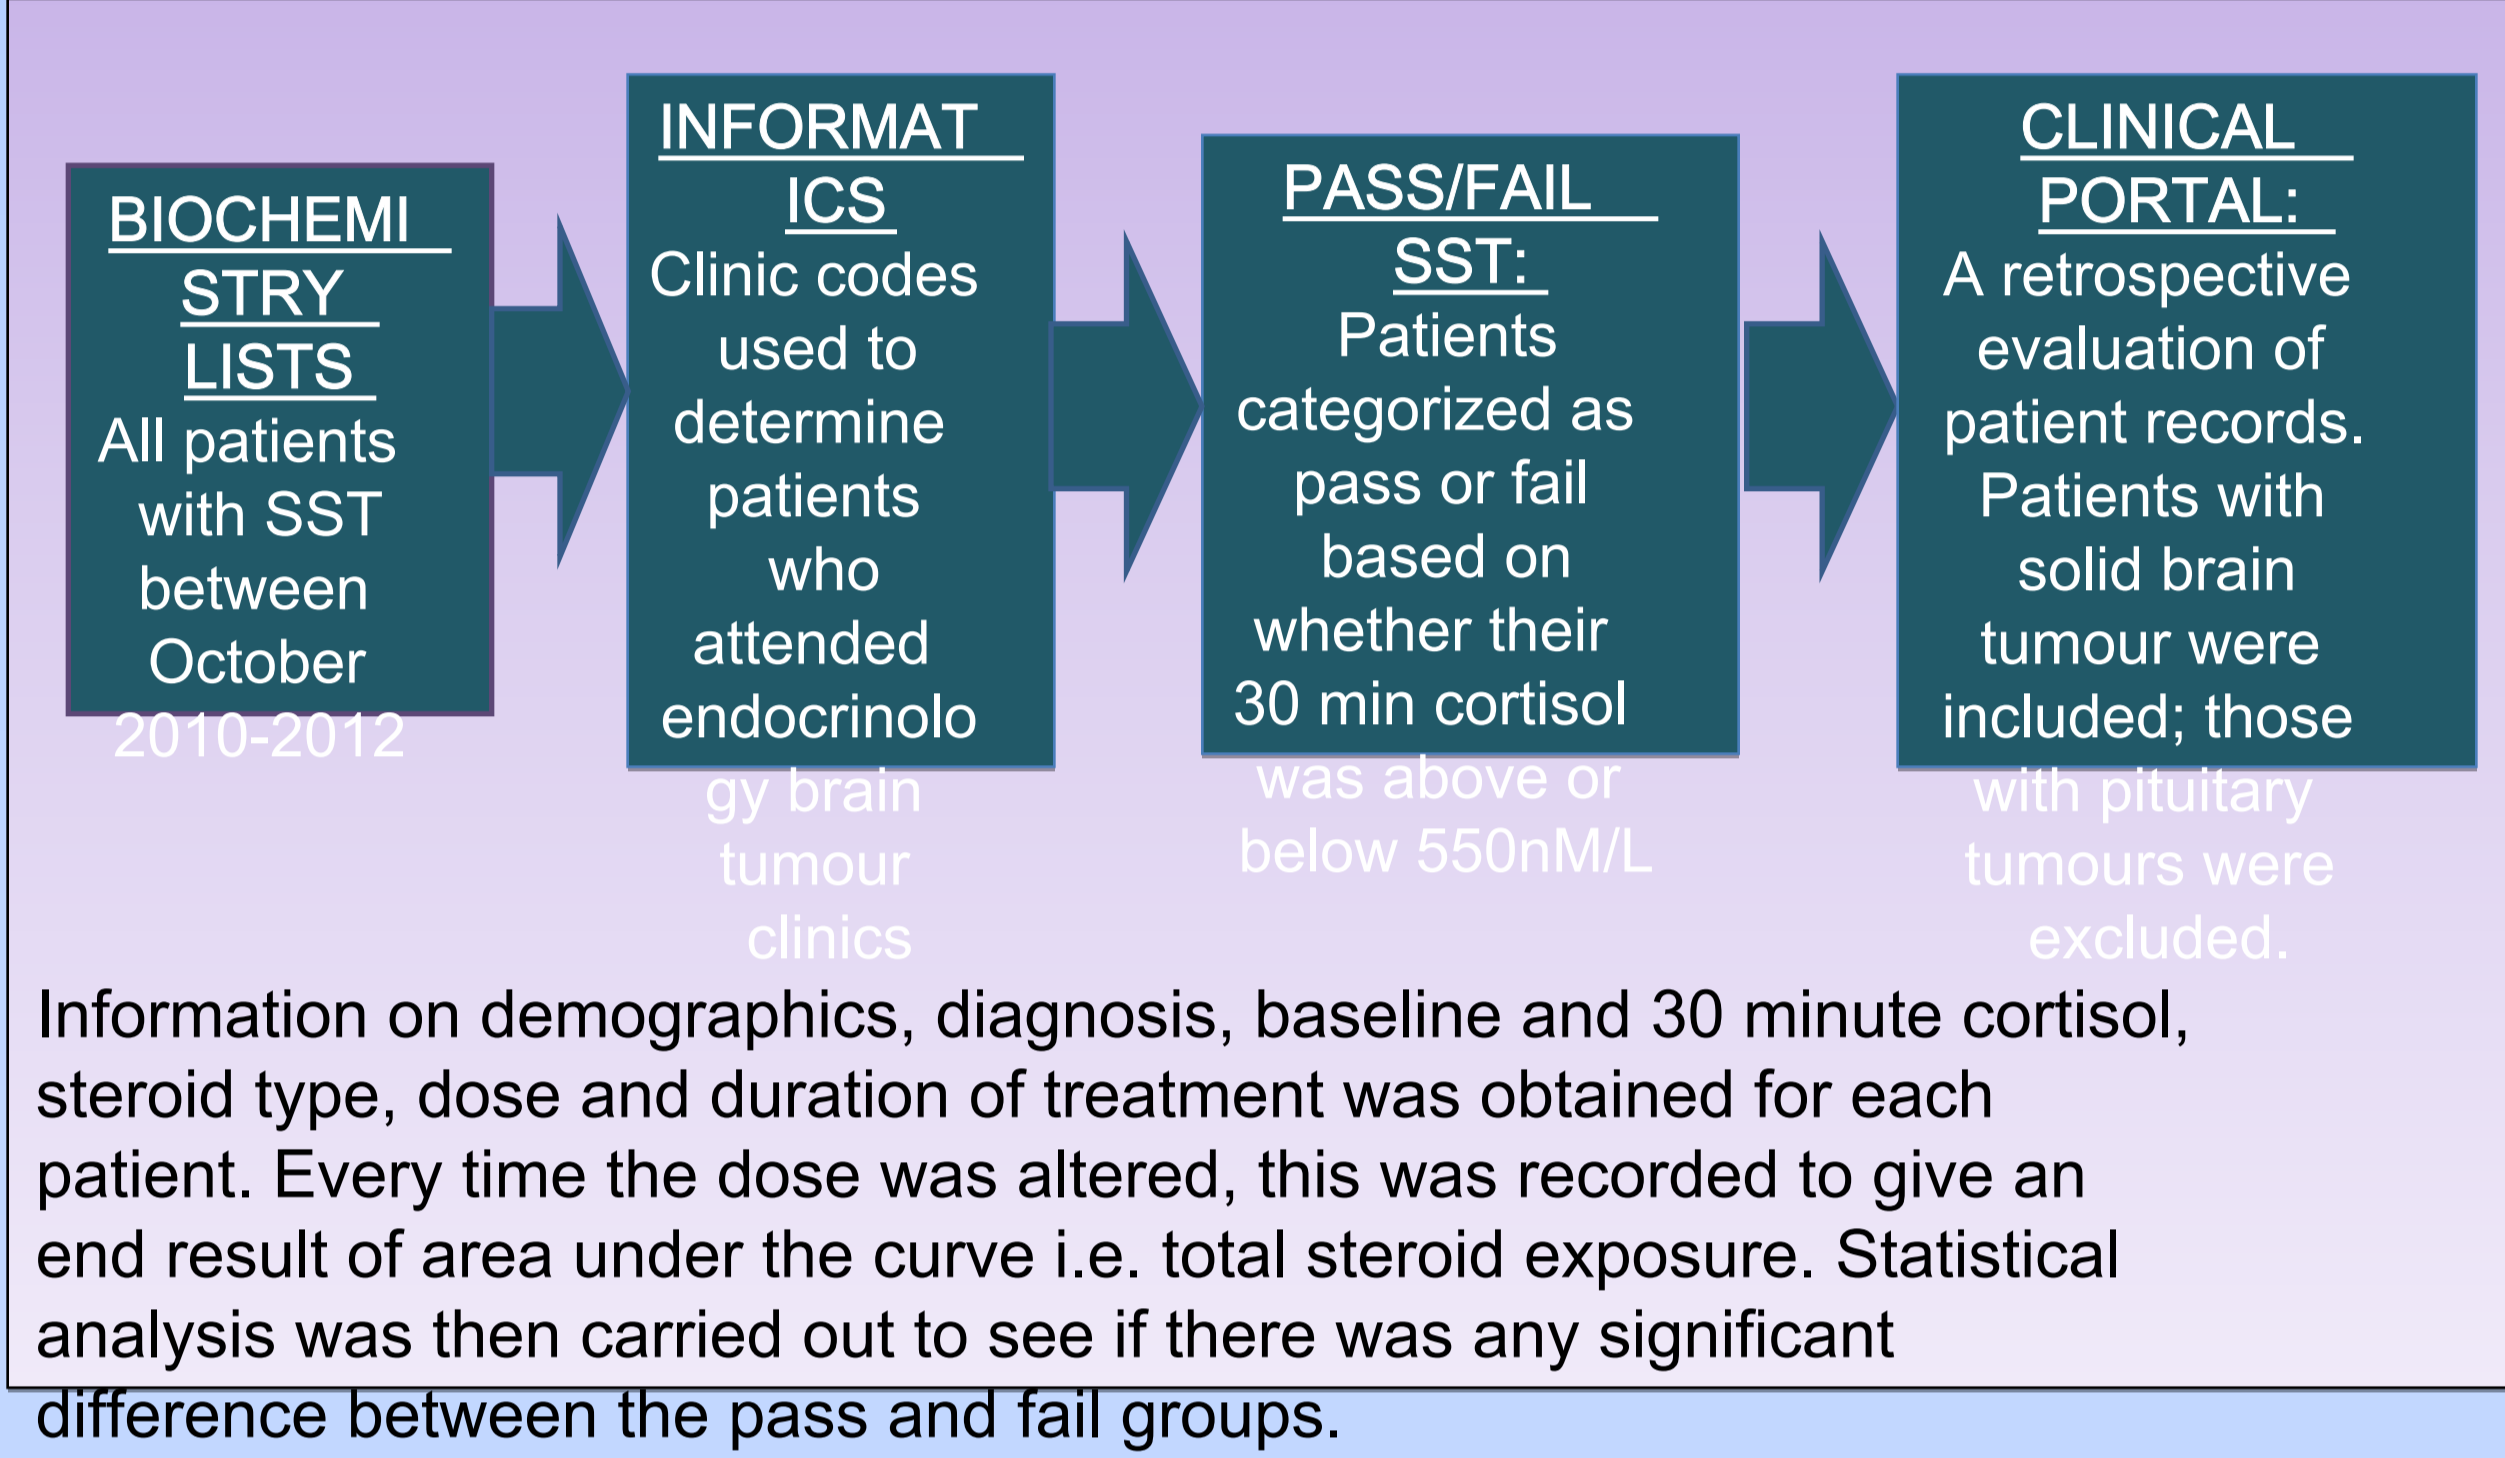 BIOCHEMI
STRY
LISTS
All patients
with SST
between
October
2010-2012
INFORMAT
ICS
Clinic codes
used to
determine
patients
who
attended
endocrinolo
gy brain
tumour
clinics
PASS/FAIL
SST:
Patients
categorized as
pass or fail
based on
whether their
30 min cortisol
was above or
below 550nM/L
CLINICAL
PORTAL:
A retrospective
evaluation of
patient records.
Patients with
solid brain
tumour were
included; those
with pituitary
tumours were
excluded.
Information on demographics, diagnosis, baseline and 30 minute cortisol,
steroid type, dose and duration of treatment was obtained for each
patient. Every time the dose was altered, this was recorded to give an
end result of area under the curve i.e. total steroid exposure. Statistical
analysis was then carried out to see if there was any significant
difference between the pass and fail groups.